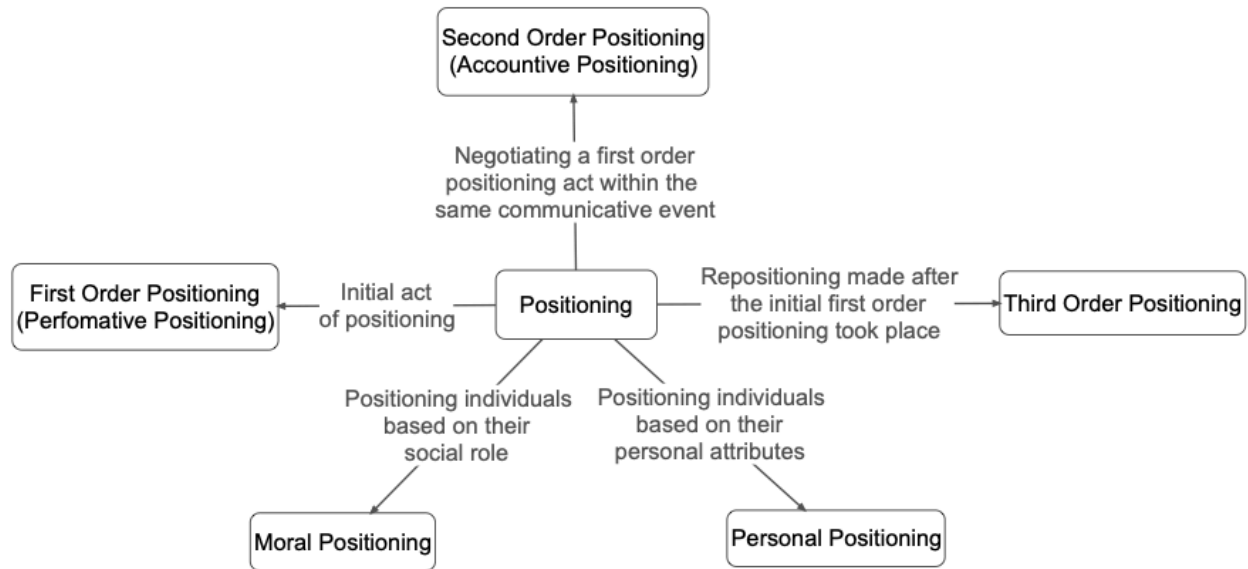 Second Order Positioning
(Accountive Positioning)
Negotiating a first order
positioning act within the
same communicative event
First Order Positioning
(Perfomative Positioning)
Initial act
of positioning
Positioning
Repositioning made after
the initial first order
positioning took place
Third Order Positioning
Positioning individuals
based on their
social role
Positioning individuals
based on their
personal attributes
Moral Positioning
Personal Positioning